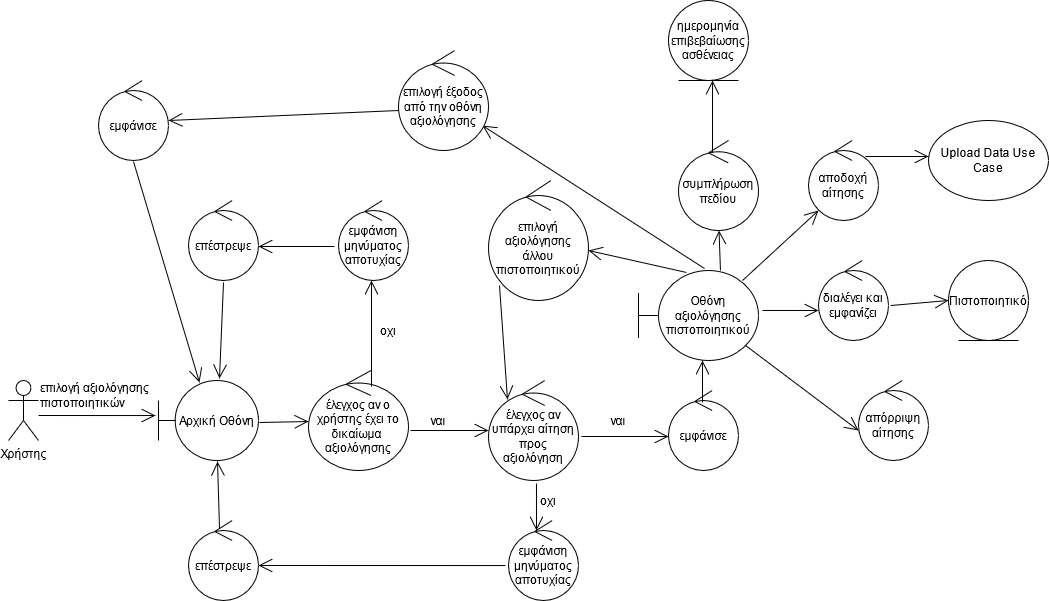 ημερομηνία
επιβεβαίωσης
ασθένειας
επιλογή έξοδος
από την οθόνη
αξιολόγησης
εμφάνισε
συμπλήρωση
πεδίου
αποδοχή
αίτησης
Upload Data Use
Case
επέστρεψε
εμφάνιση
μηνύματος
αποτυχίας
επιλογή
αξιολόγησης
άλλου
πιστοποιητικού
Οθόνη
αξιολόγησης
πιστοποιητικού
διαλέγει και
εμφανίζει
Πιστοποιητικό
οχι
επιλογή αξιολόγησης
πιστοποιητικών
Χρήστης
Αρχική Οθόνη
έλεγχος αν ο
χρήστης έχει το
δικαίωμα
αξιολόγησης
ναι
έλεγχος αν
υπάρχει αίτηση
προς
αξιολόγηση
ναι
εμφάνισε
απόρριψη
αίτησης
οχι
επέστρεψε
εμφάνιση
μηνύματος
αποτυχίας